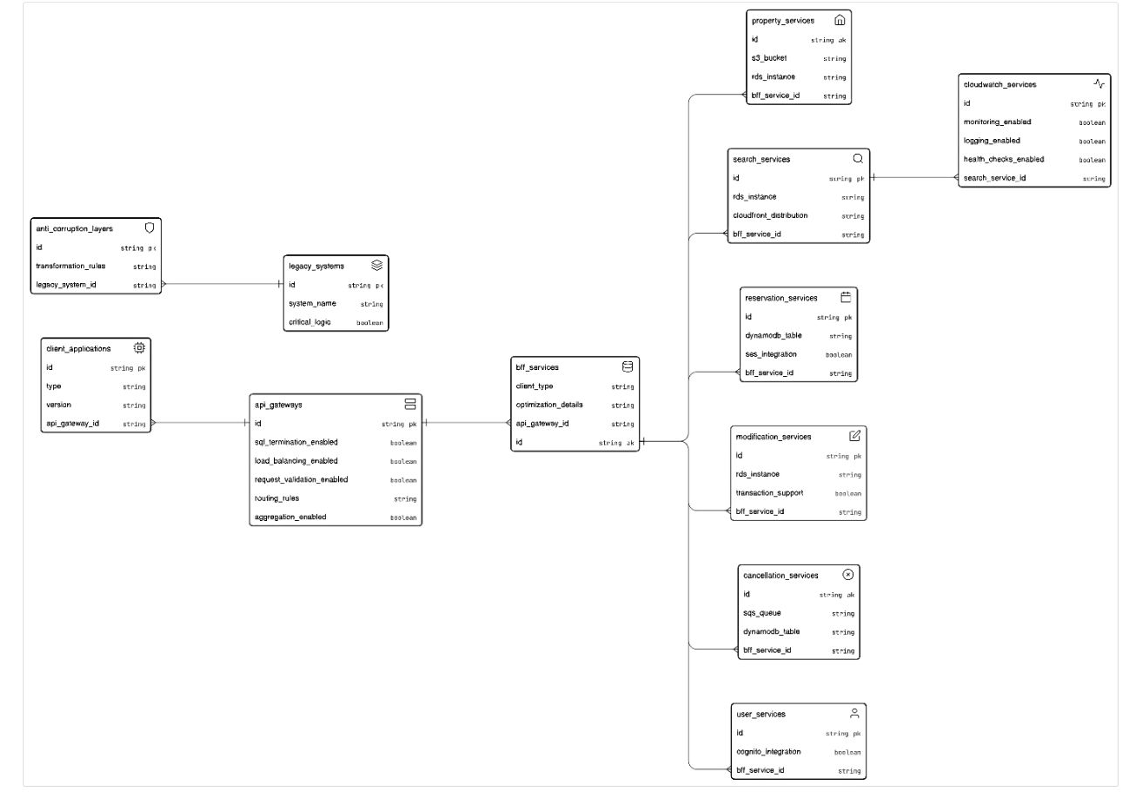 property_services
id string pk
s3_bucket string
rds_instance string
bff_service_id string
cloudwatch_services
id string pk
monitoring_enabled boolean
logging_enabled boolean
health_checks_enabled boolean
search_service_id string
search_services
id string pk
rds_instance string
cloudfront_distribution string
bff_service_id string
anti_corruption_layers
id string pk
transformation_rules string
legacy_system_id string
legacy_systems
id string pk
system_name string
critical_logic boolean
reservation_services
id string pk
dynamodb_table string
ses_integration boolean
bff_service_id string
client_applications
id string pk
type string
version string
api_gateway_id string
bff_services
client_type string
optimization_details string
api_gateway_id string
id string pk
api_gateways
id string pk
sql_termination_enabled boolean
load_balancing_enabled boolean
request_validation_enabled boolean
routing_rules string
aggregation_enabled boolean
modification_services
id string pk
rds_instance string
transaction_support boolean
bff_service_id string
cancellation_services
id string pk
sqs_queue string
dynamodb_table string
bff_service_id string
user_services
id string pk
cognito_integration boolean
bff_service_id string